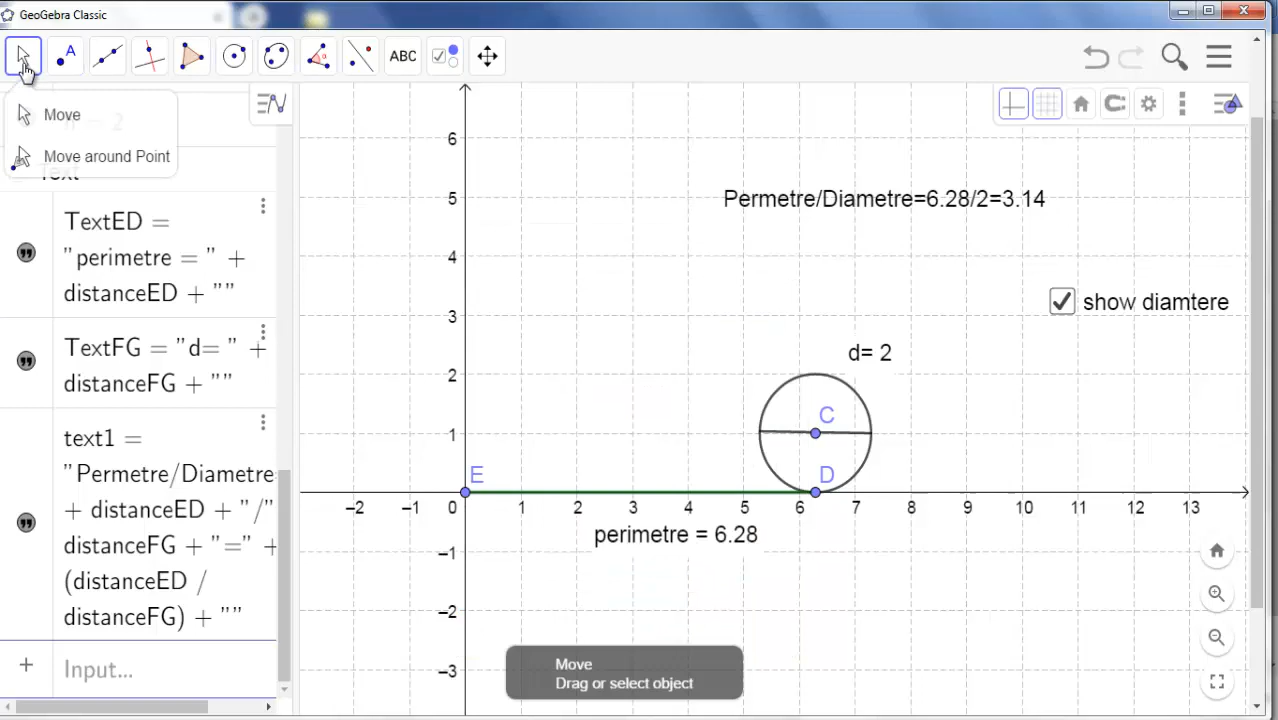 GeoGebra Classic
A
ABC
Move
= 2
Move around Point
Text
TextED =
"perimetre = " +
distanceED + ""
TextFG = "d= " +
distanceFG + ""
text1 =
"Permetre/Diametre
+ distanceED + "/"
distanceFG + "=" +
(distanceED /
distanceFG) + ""
Input...
Permetre/Diametre=6.28/2=3.14
show diamtere
d= 2
C
E
D
perimetre = 6.28
6
5
4
3
2
1
–2 –1 0 1 2 3 4 5 6 7 8 9 10 11 12 13
–1
–2
–3
Move
Drag or select object